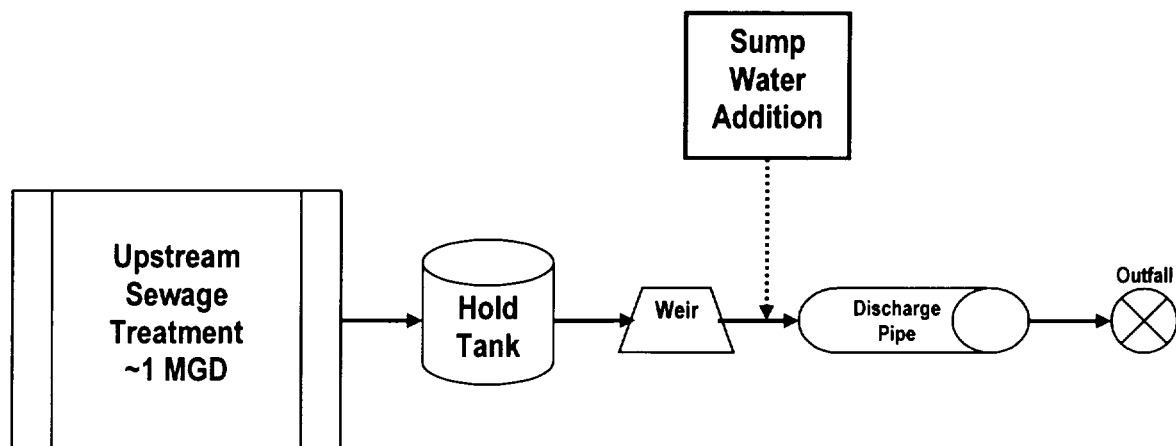 Sump
Water
Addition
Upstream
Sewage
Treatment
~1 MGD
Hold
Tank
Weir
Discharge
Pipe
Outfall